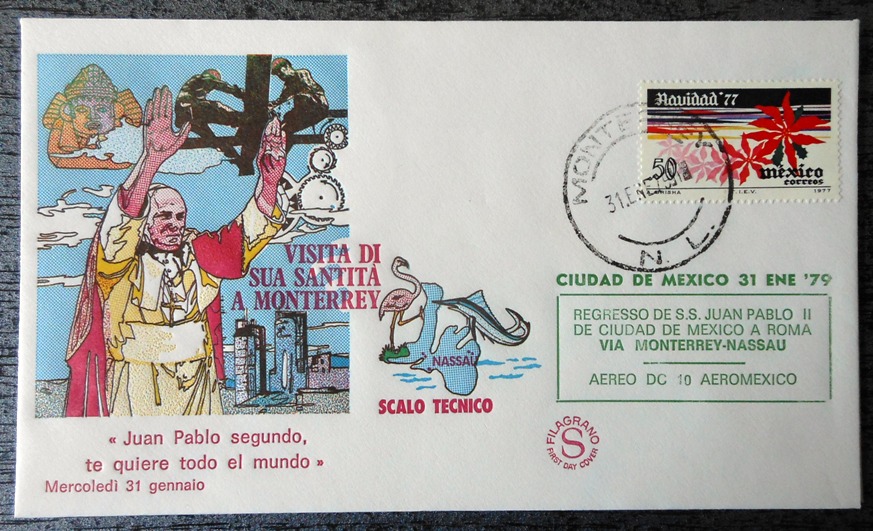 VISITA DI
SUA SANTITÀ
A MONTERREY
NASSAU
SCALO TECNICO
« Juan Pablo segundo,
te quiere todo el mundo »
Mercoledì 31 gennaio
Navidad '77
50
méxico
correos
T.I.E.V.
1977
31.ENE
N. L.
CIUDAD DE MEXICO 31 ENE '79
REGRESSO DE S.S. JUAN PABLO II
DE CIUDAD DE MEXICO A ROMA
VIA MONTERREY-NASSAU
AEREO DC 10 AEROMEXICO
FILAGRANO
S
FIRST DAY COVER